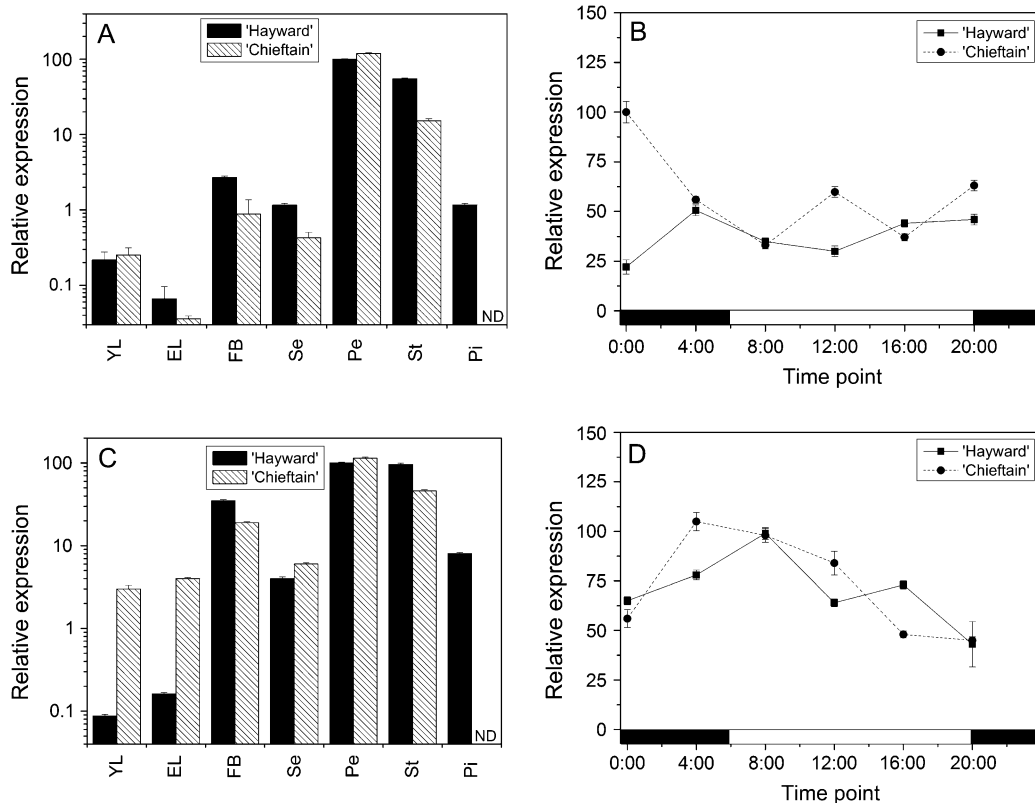 A
'Hayward'
'Chieftain'
Relative expression
100
10
1
0.1
ND
YL
EL
FB
Se
Pe
St
Pi
B
'Hayward'
'Chieftain'
Relative expression
150
125
100
75
50
25
0
0:00
4:00
8:00
12:00
16:00
20:00
Time point
C
'Hayward'
'Chieftain'
Relative expression
100
10
1
0.1
ND
YL
EL
FB
Se
Pe
St
Pi
D
'Hayward'
'Chieftain'
Relative expression
150
125
100
75
50
25
0
0:00
4:00
8:00
12:00
16:00
20:00
Time point